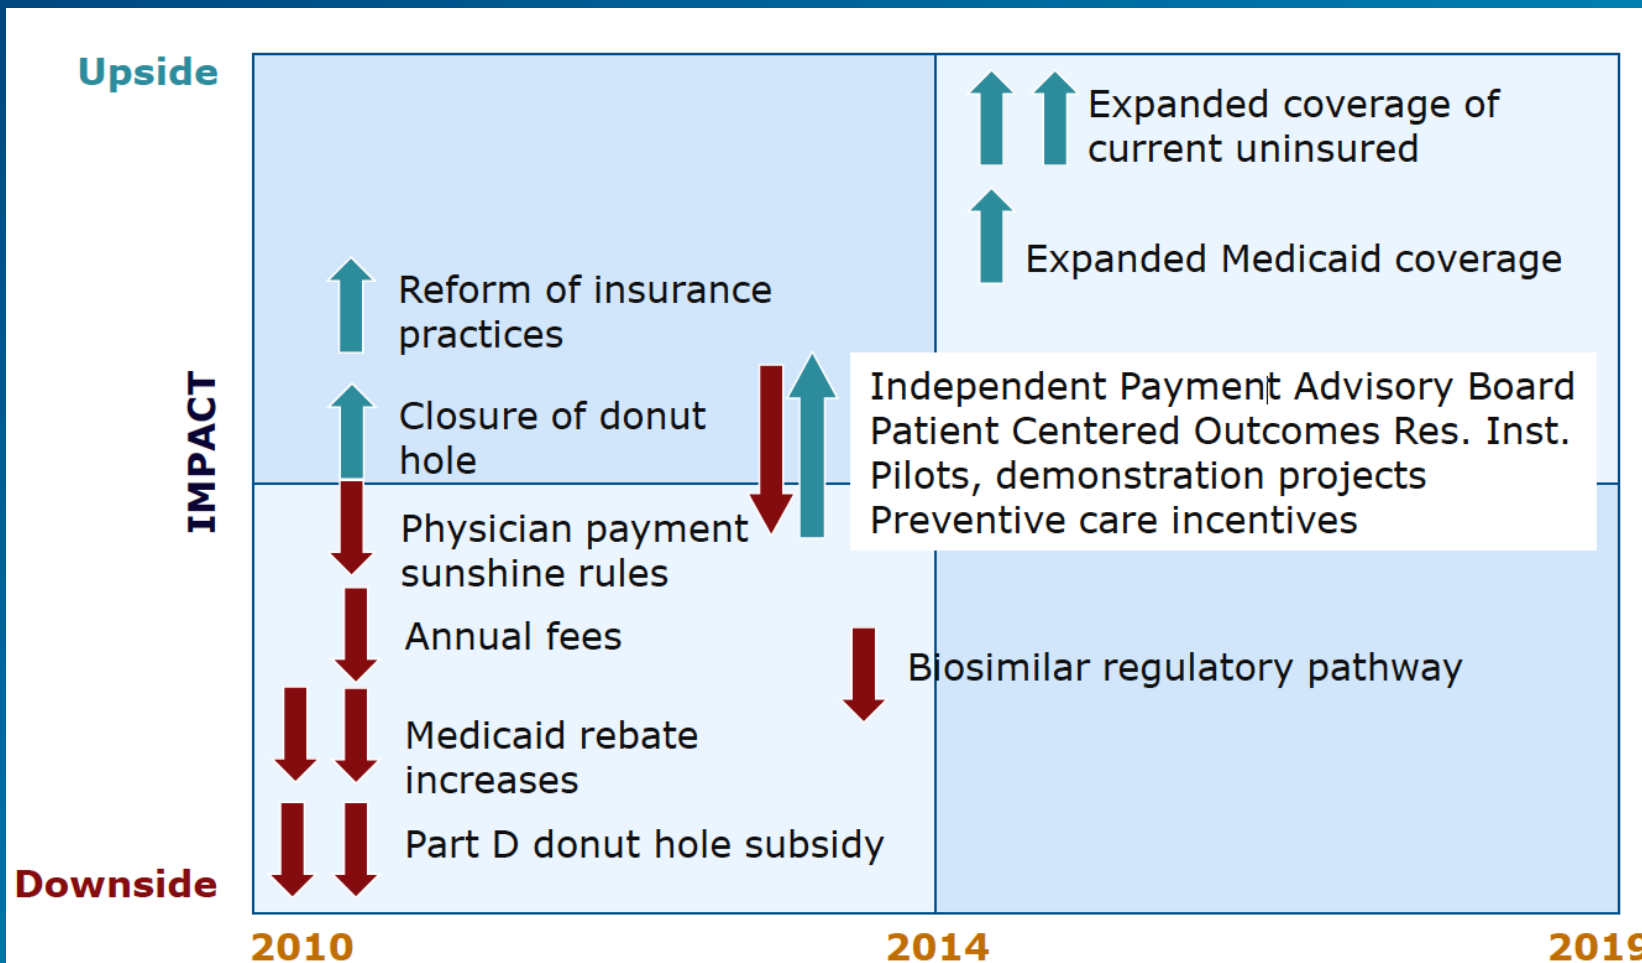 Upside
Expanded coverage of
current uninsured
Expanded Medicaid coverage
Reform of insurance
practices
Closure of donut
hole
IMPACT
Independent Payment Advisory Board
Patient Centered Outcomes Res. Inst.
Pilots, demonstration projects
Preventive care incentives
Physician payment
sunshine rules
Annual fees
Biosimilar regulatory pathway
Medicaid rebate
increases
Part D donut hole subsidy
Downside
2010
2014
2019